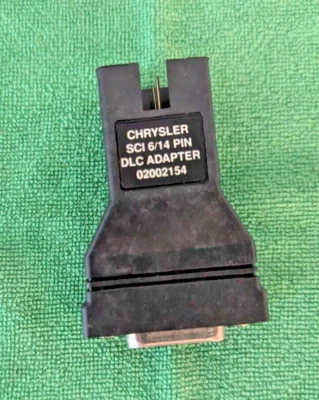 CHRYSLER
SCI 6/14 PIN
DLC ADAPTER
02002154